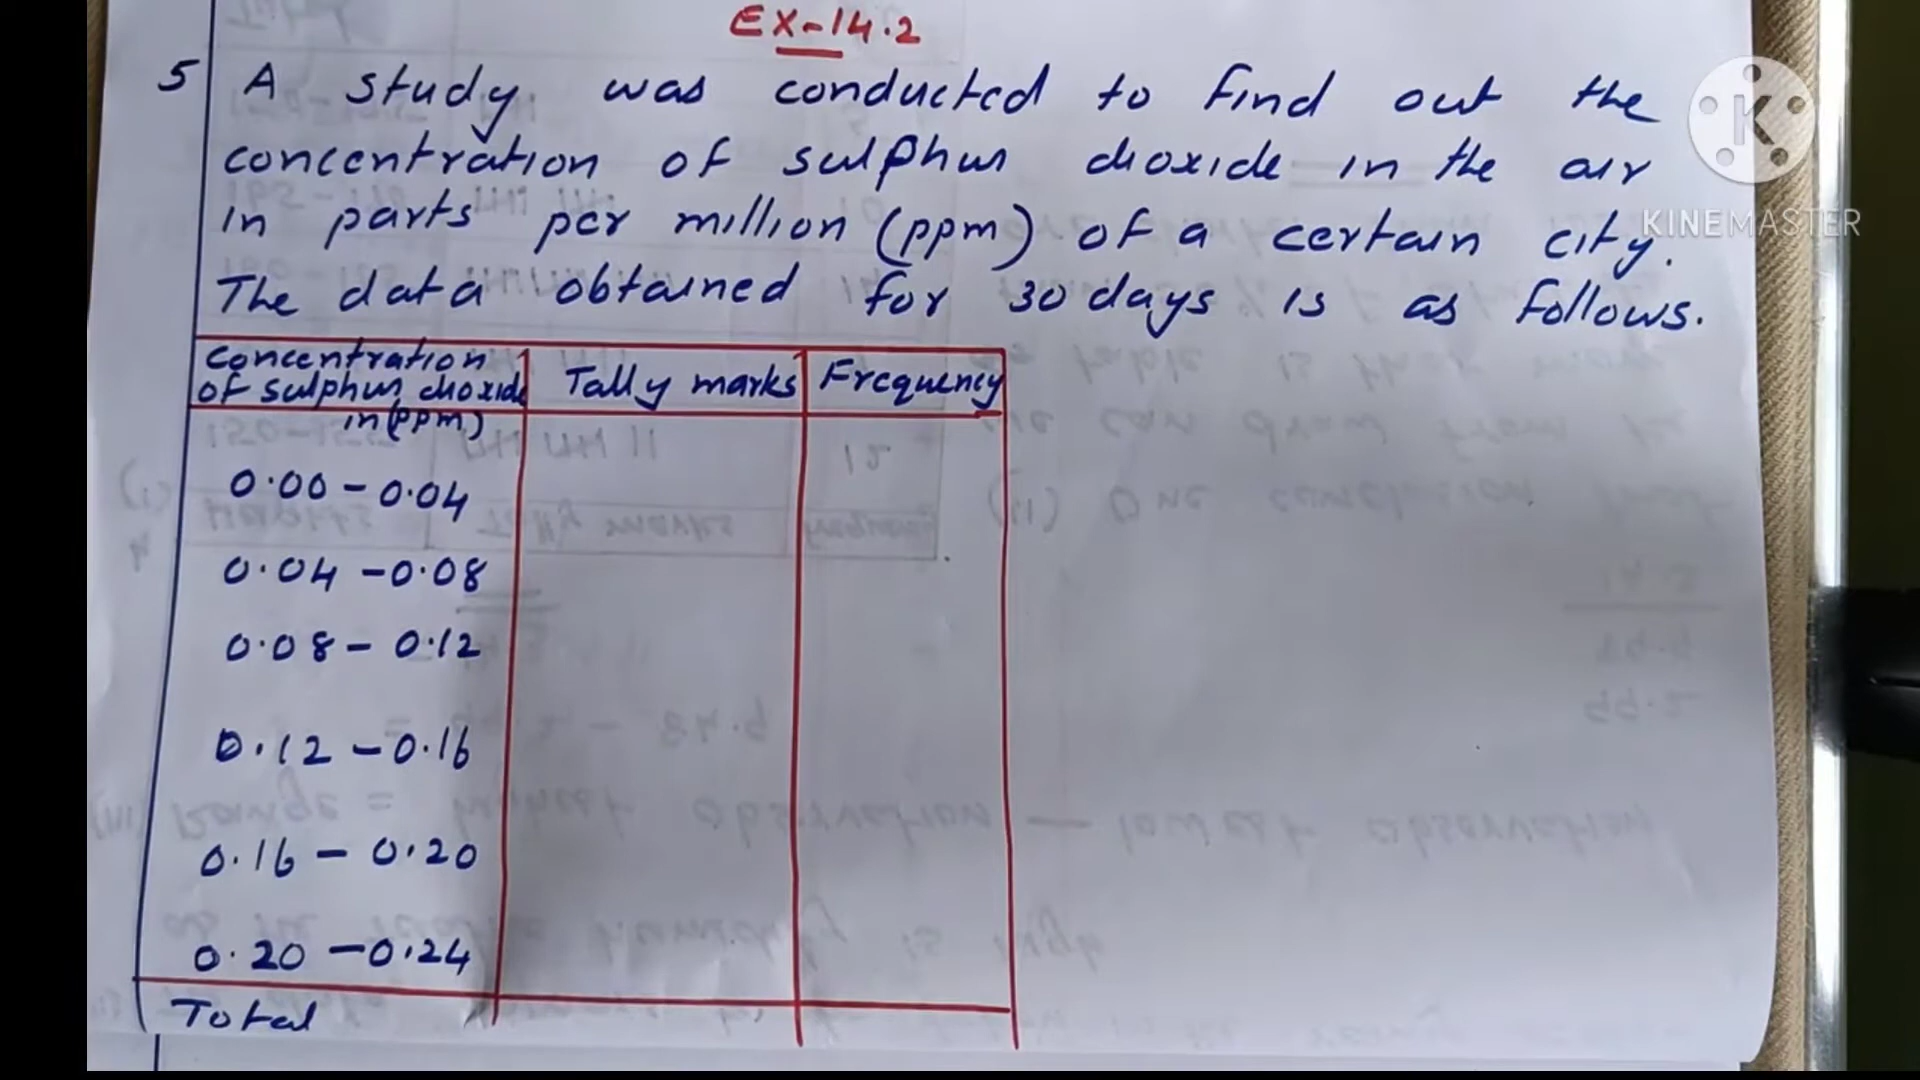 Ex-14.2
5 A study was conducted to find out the
concentration of sulphur dioxide in the air
in parts per million (ppm) of a certain city.
The data obtained for 30 days is as follows.
Concentration of sulphur dioxide in (ppm) Tally marks Frequency
0.00 - 0.04
0.04 - 0.08
0.08 - 0.12
0.12 - 0.16
0.16 - 0.20
0.20 - 0.24
Total
K
KINEMASTER